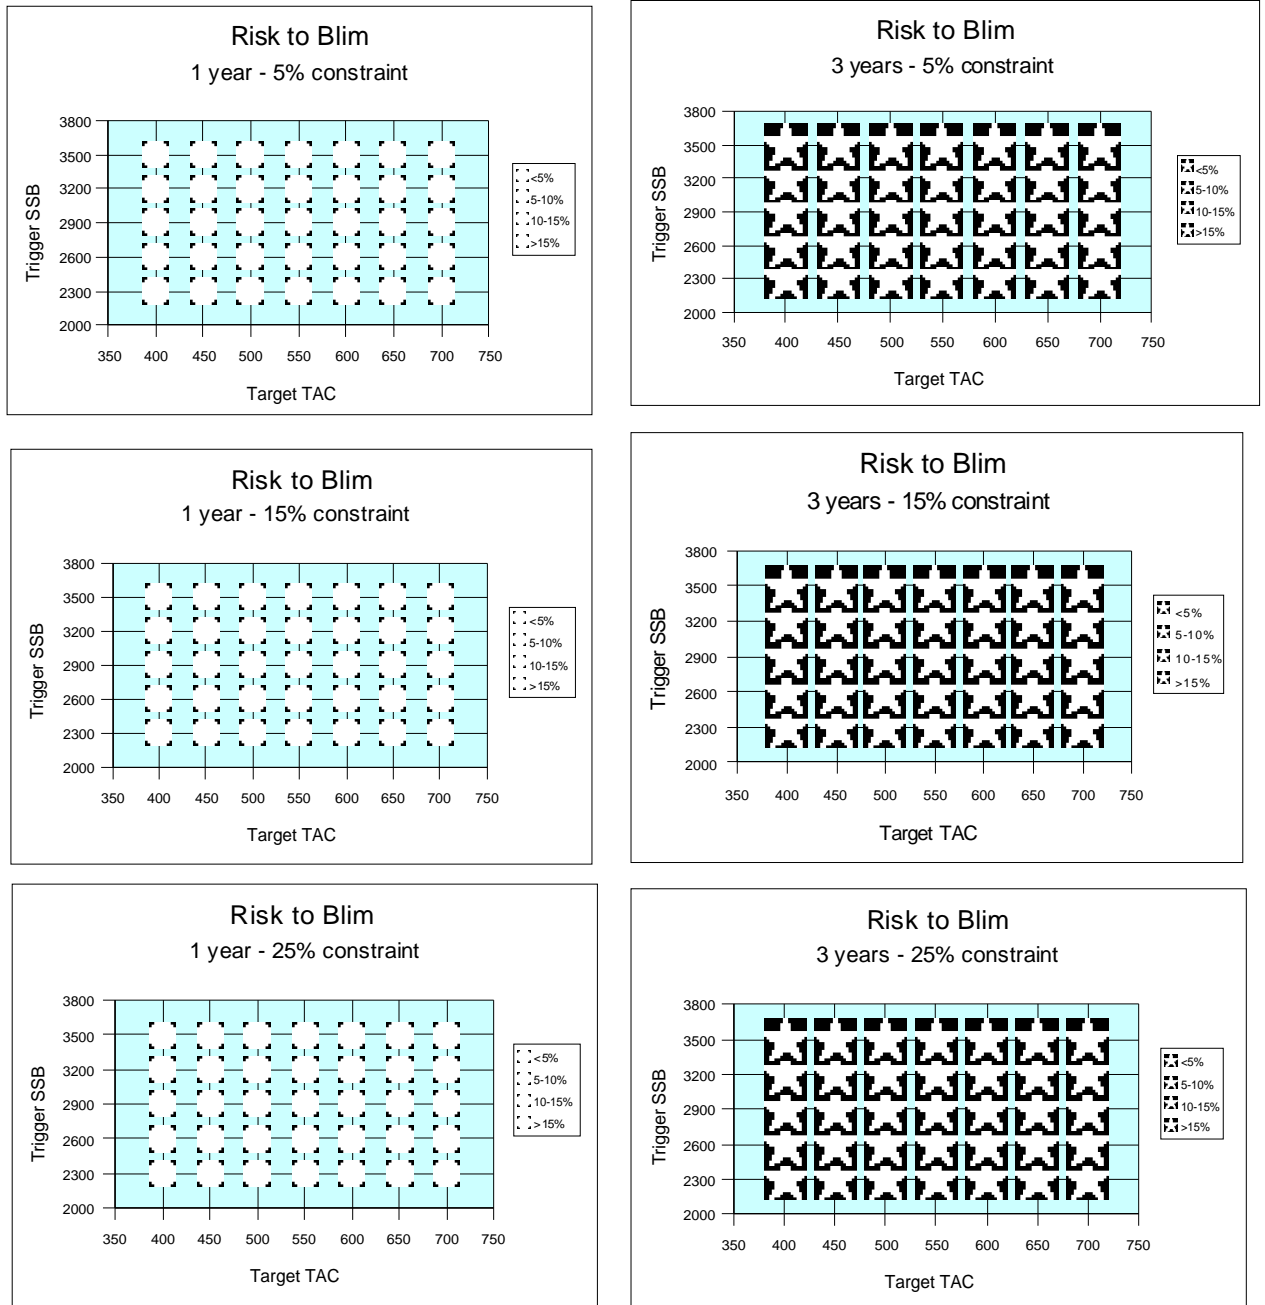 Risk to Blim
1 year - 5% constraint
3800
3500
3200
2900
2600
2300
2000
Trigger SSB
350 400 450 500 550 600 650 700 750
Target TAC
<5%
5-10%
10-15%
>15%
Risk to Blim
3 years - 5% constraint
3800
3500
3200
2900
2600
2300
2000
Trigger SSB
350 400 450 500 550 600 650 700 750
Target TAC
<5%
5-10%
10-15%
>15%
Risk to Blim
1 year - 15% constraint
3800
3500
3200
2900
2600
2300
2000
Trigger SSB
350 400 450 500 550 600 650 700 750
Target TAC
<5%
5-10%
10-15%
>15%
Risk to Blim
3 years - 15% constraint
3800
3500
3200
2900
2600
2300
2000
Trigger SSB
350 400 450 500 550 600 650 700 750
Target TAC
<5%
5-10%
10-15%
>15%
Risk to Blim
1 year - 25% constraint
3800
3500
3200
2900
2600
2300
2000
Trigger SSB
350 400 450 500 550 600 650 700 750
Target TAC
<5%
5-10%
10-15%
>15%
Risk to Blim
3 years - 25% constraint
3800
3500
3200
2900
2600
2300
2000
Trigger SSB
350 400 450 500 550 600 650 700 750
Target TAC
<5%
5-10%
10-15%
>15%